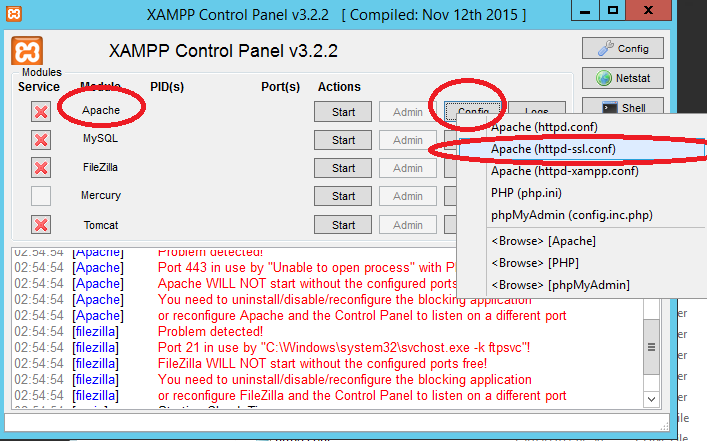 XAMPP Control Panel v3.2.2 [ Compiled: Nov 12th 2015 ]
XAMPP Control Panel v3.2.2
Config
Modules
Service Module PID(s) Port(s) Actions
Netstat
Apache Start Admin Config Logs Shell
MySQL Start Admin
FileZilla Start Admin
Mercury Start Admin
Tomcat Start Admin
Apache (httpd.conf)
Apache (httpd-ssl.conf)
Apache (httpd-xampp.conf)
PHP (php.ini)
phpMyAdmin (config.inc.php)
<Browse> [Apache]
<Browse> [PHP]
<Browse> [phpMyAdmin]
02:54:54 [Apache] Problem detected!
02:54:54 [Apache] Port 443 in use by "Unable to open process" with
02:54:54 [Apache] Apache WILL NOT start without the configured ports
02:54:54 [Apache] You need to uninstall/disable/reconfigure the blocking application
02:54:54 [Apache] or reconfigure Apache and the Control Panel to listen on a different port
02:54:54 [filezilla] Problem detected!
02:54:54 [filezilla] Port 21 in use by "C:\Windows\system32\svchost.exe -k ftpsvc"!
02:54:54 [filezilla] FileZilla WILL NOT start without the configured ports free!
02:54:54 [filezilla] You need to uninstall/disable/reconfigure the blocking application
02:54:54 [filezilla] or reconfigure FileZilla and the Control Panel to listen on a different port